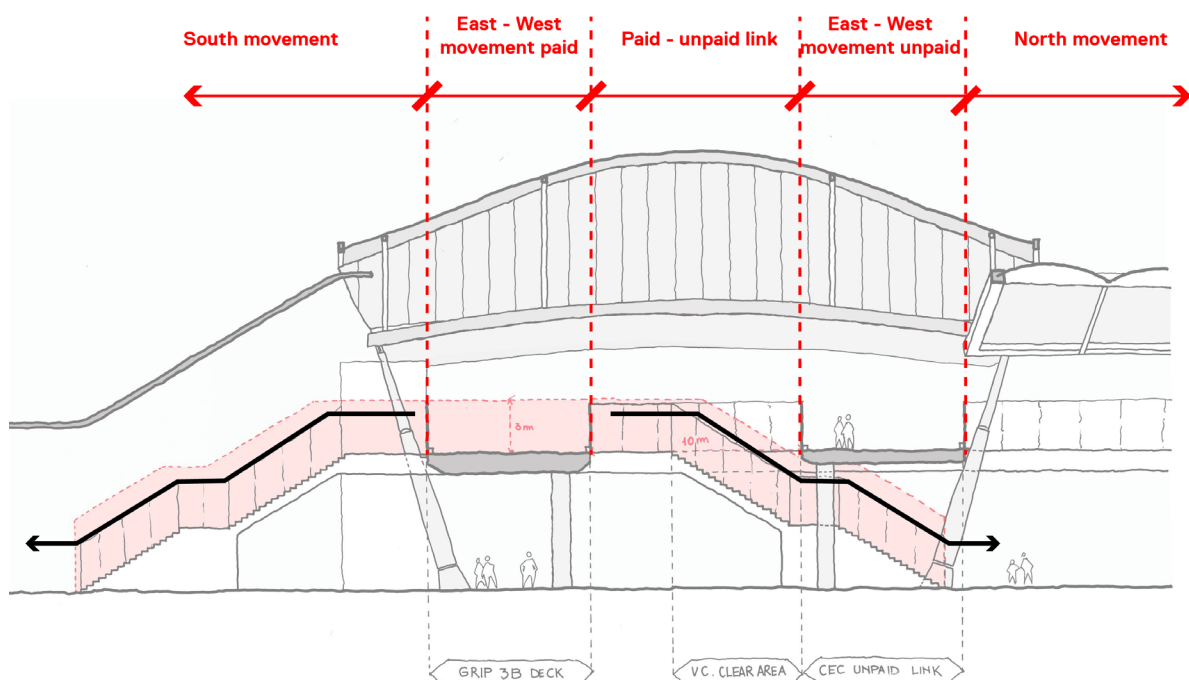 South movement
East - West
movement paid
Paid - unpaid link
East - West
movement unpaid
North movement
3m
10m
GRIP 3B DECK
V.C. CLEAR AREA
CEC UNPAID LINK